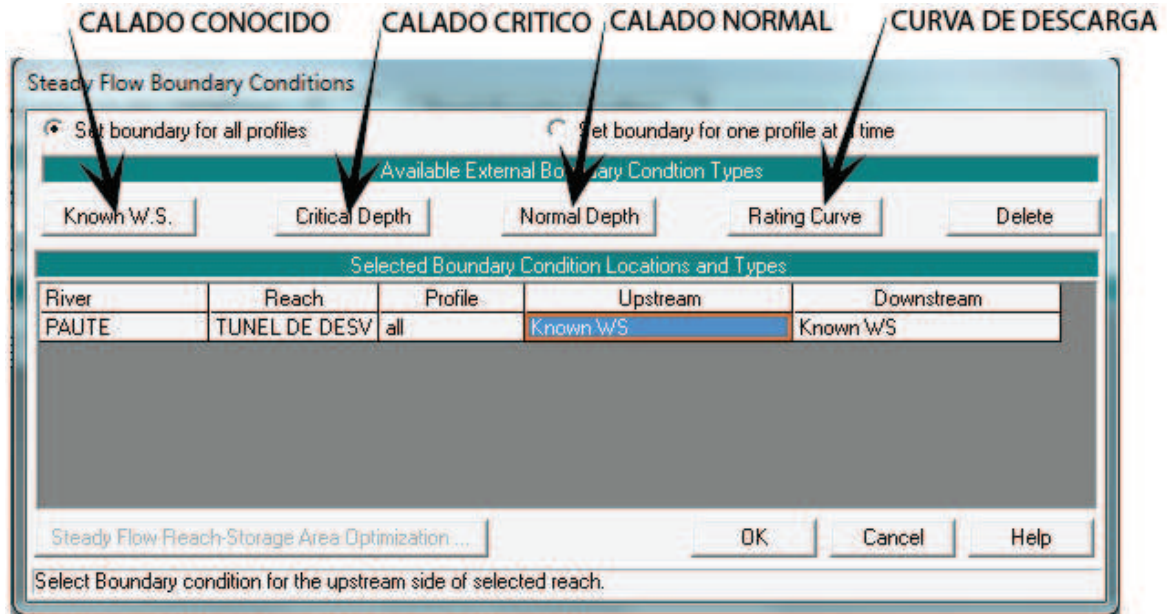 CALADO CONOCIDO CALADO CRITICO CALADO NORMAL CURVA DE DESCARGA
Steady Flow Boundary Conditions
Set boundary for all profiles Set boundary for one profile at a time
Available External Boundary Condtion Types
Known W.S. Critical Depth Normal Depth Rating Curve Delete
Selected Boundary Condition Locations and Types
River Reach Profile Upstream Downstream
PAUTE TUNEL DE DESV all Known WS Known WS
Steady Flow Reach-Storage Area Optimization ... OK Cancel Help
Select Boundary condition for the upstream side of selected reach.